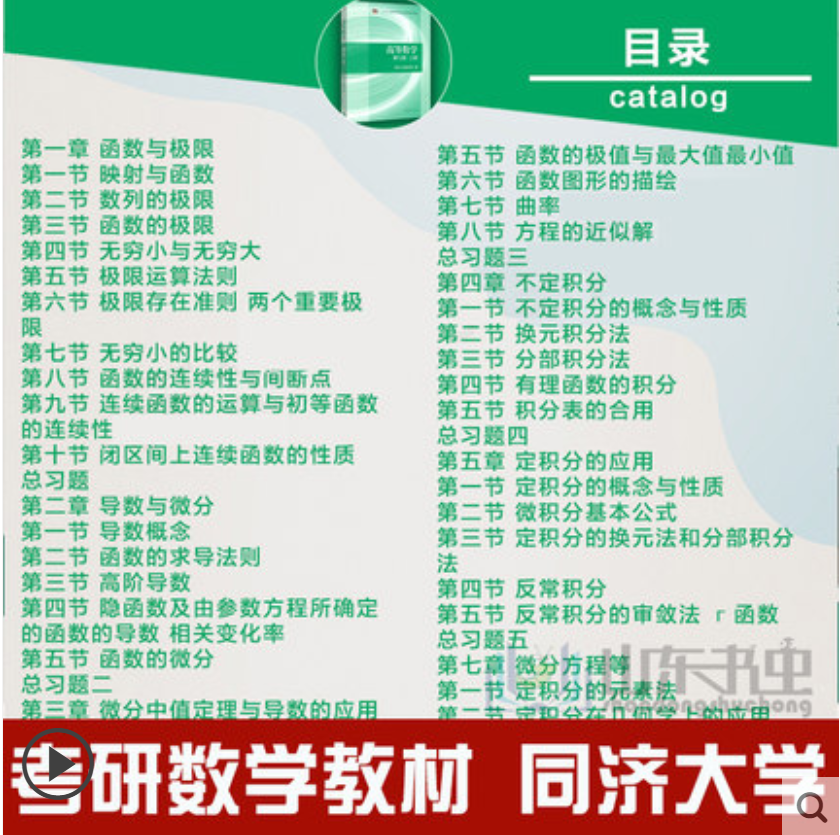 高等数学
目录
catalog
第一章 函数与极限
第一节 映射与函数
第二节 数列的极限
第三节 函数的极限
第四节 无穷小与无穷大
第五节 极限运算法则
第六节 极限存在准则 两个重要极
限
第七节 无穷小的比较
第八节 函数的连续性与间断点
第九节 连续函数的运算与初等函数
的连续性
第十节 闭区间上连续函数的性质
总习题
第二章 导数与微分
第一节 导数概念
第二节 函数的求导法则
第三节 高阶导数
第四节 隐函数及由参数方程所确定
的函数的导数 相关变化率
第五节 函数的微分
总习题二
第三章 微分中值定理与导数的应用
第五节 函数的极值与最大值最小值
第六节 函数图形的描绘
第七节 曲率
第八节 方程的近似解
总习题三
第四章 不定积分
第一节 不定积分的概念与性质
第二节 换元积分法
第三节 分部积分法
第四节 有理函数的积分
第五节 积分表的合用
总习题四
第五章 定积分的应用
第一节 定积分的概念与性质
第二节 微积分基本公式
第三节 定积分的换元法和分部积分
法
第四节 反常积分
第五节 反常积分的审敛法 г 函数
总习题五
第七章 微分方程等
第一节 定积分的元素法
第二节 定积分在几何学上的应用
山东书虫
shandongshuchong
考研数学教材 同济大学